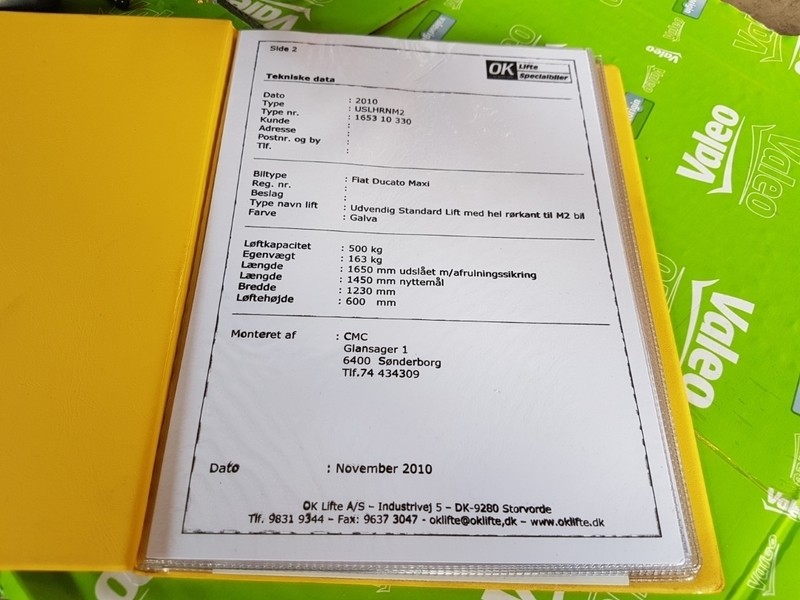 Side 2
OK Lifte Specialbiler
Tekniske data
Dato : 2010
Type : USLHRNM2
Type nr. : 1653 10 330
Kunde :
Adresse :
Postnr. og by :
Tlf. :
Biltype : Fiat Ducato Maxi
Reg. nr. :
Beslag :
Type navn lift : Udvendig Standard Lift med hel rørkant til M2 bil
Farve : Galva
Løftkapacitet : 500 kg
Egenvægt : 163 kg
Længde : 1650 mm udslået m/afruiningssikring
Længde : 1450 mm nyttemål
Bredde : 1230 mm
Løftehøjde : 600 mm
Monteret af : CMC
Glansager 1
6400 Sønderborg
Tlf.74 434309
Dato : November 2010
OK Lifte A/S – Industrivej 5 – DK-9280 Storvorde
Tlf. 9831 9344 – Fax: 9637 3047 - oklifte@oklifte,dk – www.oklifte.dk
Valeo
Valeo
Valeo
Valeo
Valeo
Valeo